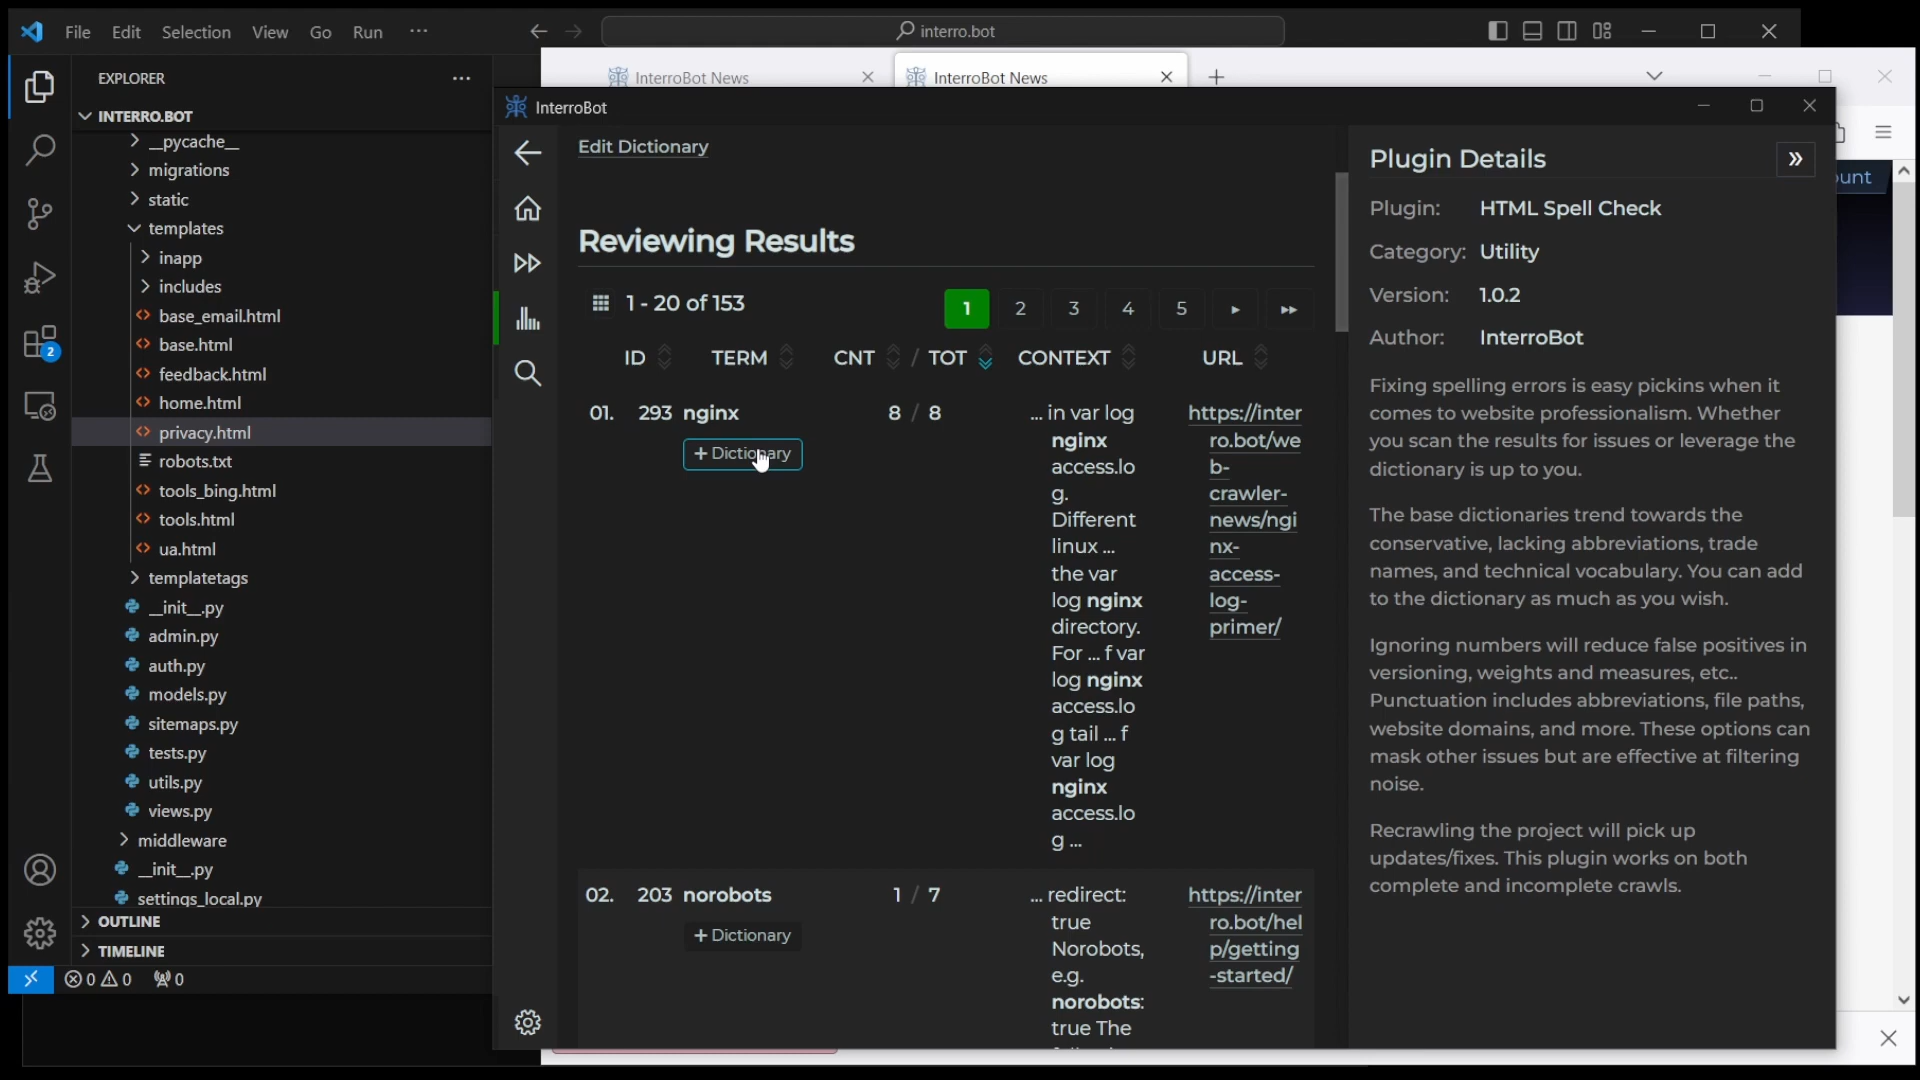 File Edit Selection View Go Run ···
interro.bot
EXPLORER
INTERRO.BOT
__pycache__
migrations
static
templates
inapp
includes
base_email.html
base.html
feedback.html
home.html
privacy.html
robots.txt
tools_bing.html
tools.html
ua.html
templatetags
__init__.py
admin.py
auth.py
models.py
sitemaps.py
tests.py
utils.py
views.py
middleware
__init__.py
settings_local.py
OUTLINE
TIMELINE
0 0 0
2
InterroBot News
InterroBot News
InterroBot
Edit Dictionary
Reviewing Results
1 - 20 of 153
1 2 3 4 5
ID TERM CNT / TOT CONTEXT URL
01. 293 nginx 8 / 8
+ Dictionary
... in var log
nginx
access.lo
g.
Different
linux ...
the var
log nginx
directory.
For ... f var
log nginx
access.lo
g tail ... f
var log
nginx
access.lo
g ...
https://inter
ro.bot/we
b-
crawler-
news/ngi
nx-
access-
log-
primer/
02. 203 norobots 1 / 7
+ Dictionary
... redirect:
true
Norobots,
e.g.
norobots:
true The
https://inter
ro.bot/hel
p/getting
-started/
Plugin Details
Plugin: HTML Spell Check
Category: Utility
Version: 1.0.2
Author: InterroBot
Fixing spelling errors is easy pickins when it
comes to website professionalism. Whether
you scan the results for issues or leverage the
dictionary is up to you.
The base dictionaries trend towards the
conservative, lacking abbreviations, trade
names, and technical vocabulary. You can add
to the dictionary as much as you wish.
Ignoring numbers will reduce false positives in
versioning, weights and measures, etc..
Punctuation includes abbreviations, file paths,
website domains, and more. These options can
mask other issues but are effective at filtering
noise.
Recrawling the project will pick up
updates/fixes. This plugin works on both
complete and incomplete crawls.
ount